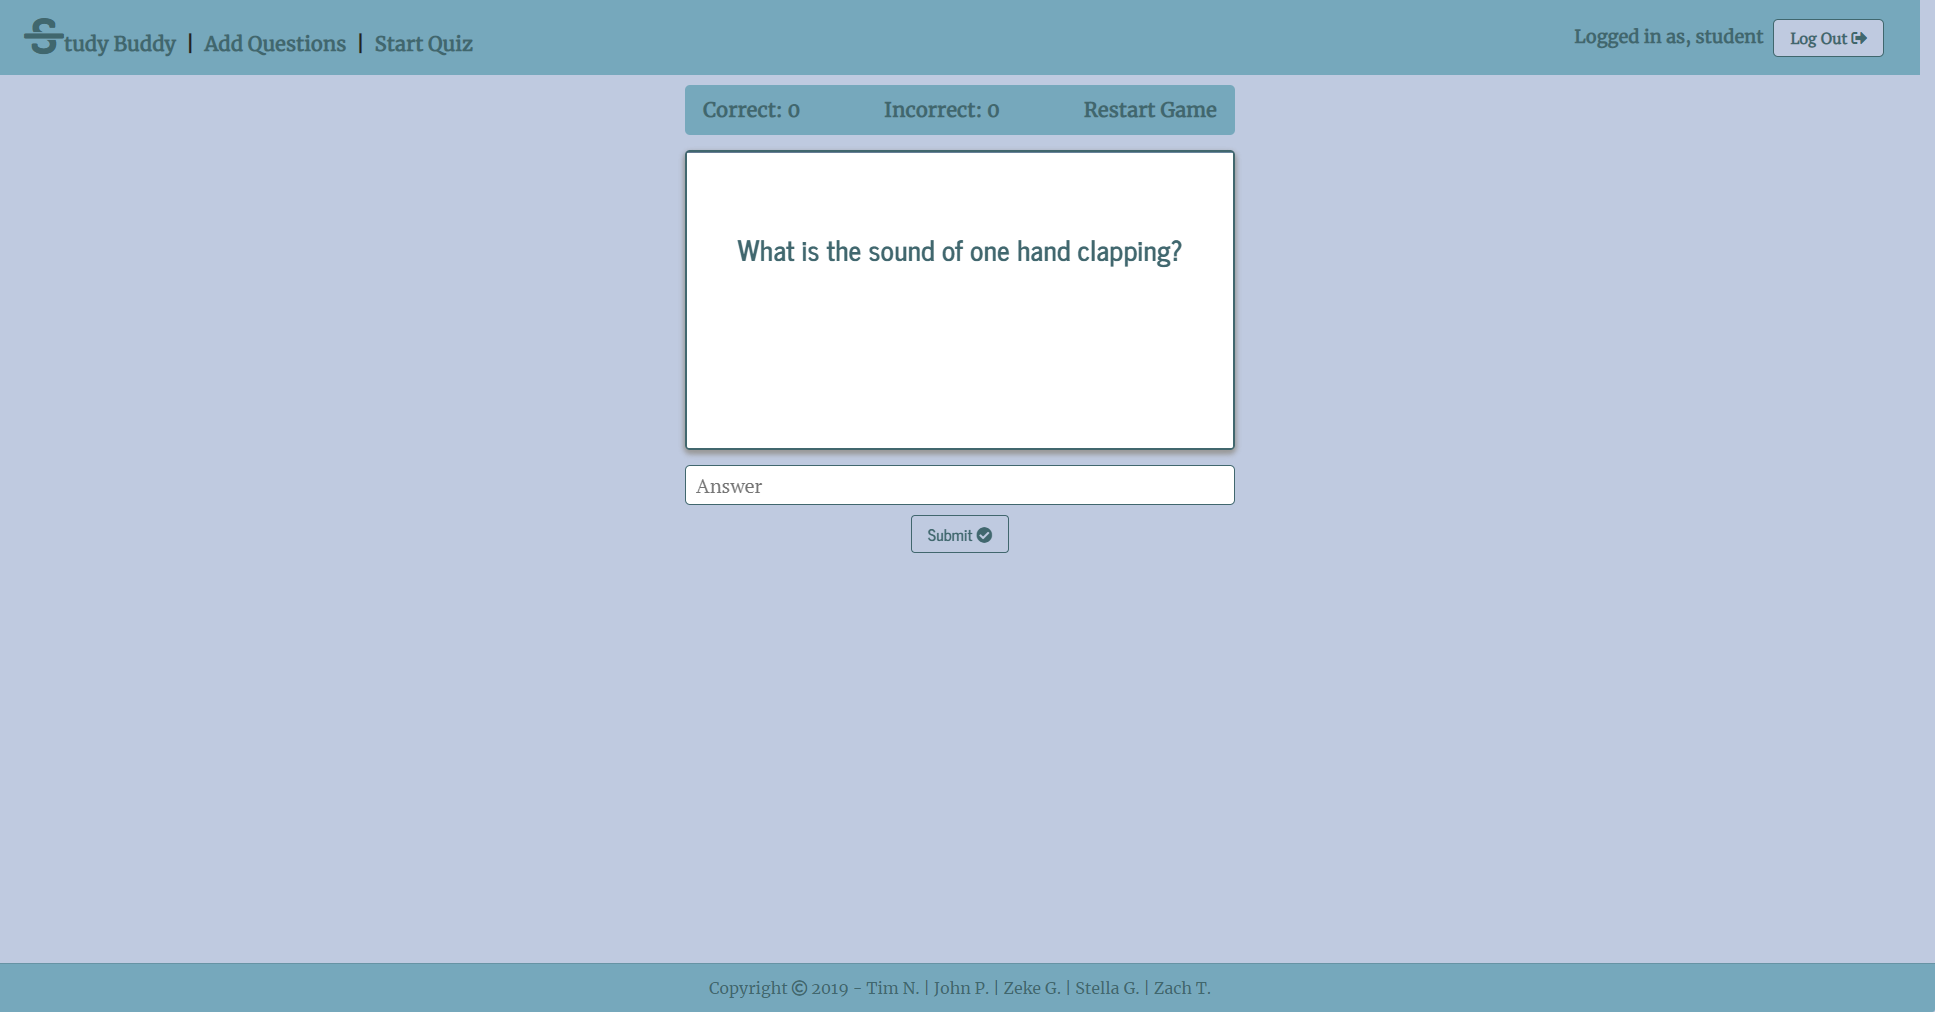 Study Buddy | Add Questions | Start Quiz
Logged in as, student Log Out
Correct: 0 Incorrect: 0 Restart Game
What is the sound of one hand clapping?
Answer
Submit
Copyright © 2019 - Tim N. | John P. | Zeke G. | Stella G. | Zach T.